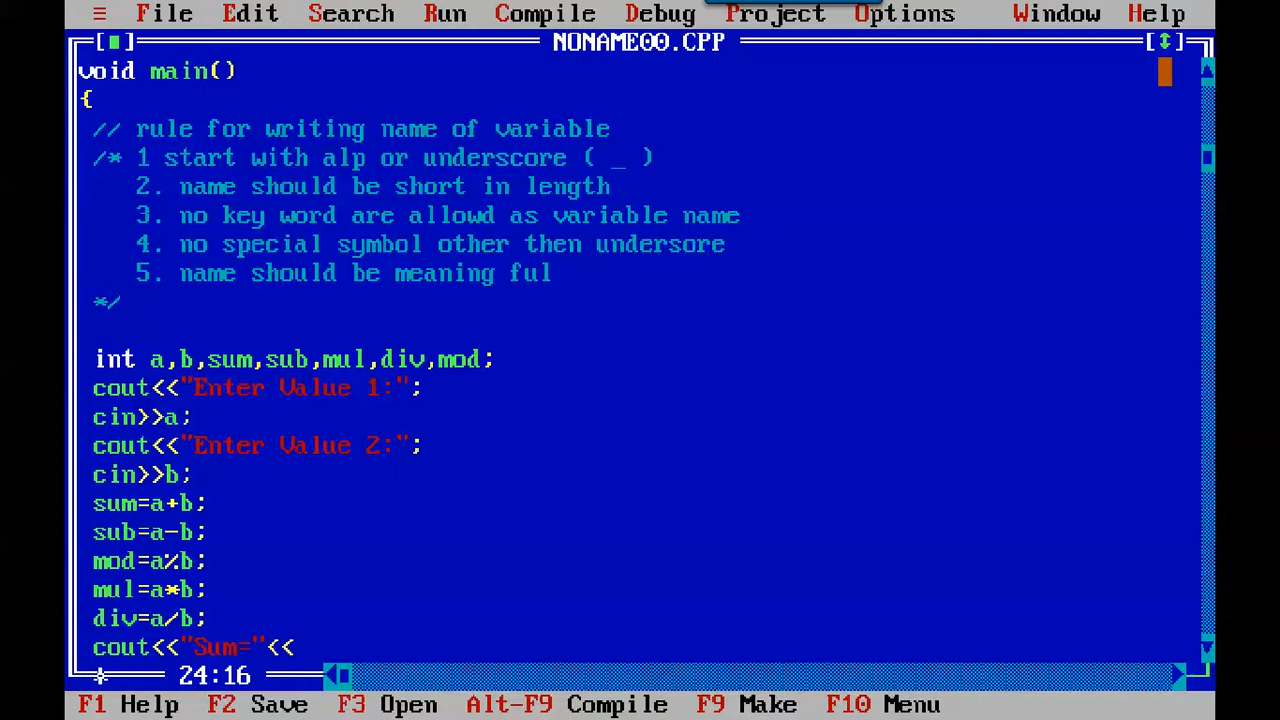 ≡ File Edit Search Run Compile Debug Project Options Window Help
[■] NONAME00.CPP [↕]
void main()
{
// rule for writing name of variable
/* 1 start with alp or underscore ( _ )
2. name should be short in length
3. no key word are allowd as variable name
4. no special symbol other then undersore
5. name should be meaning ful
*/
int a,b,sum,sub,mul,div,mod;
cout<<"Enter Value 1:";
cin>>a;
cout<<"Enter Value 2:";
cin>>b;
sum=a+b;
sub=a-b;
mod=a%b;
mul=a*b;
div=a/b;
cout<<"Sum="<<
24:16
F1 Help F2 Save F3 Open Alt-F9 Compile F9 Make F10 Menu